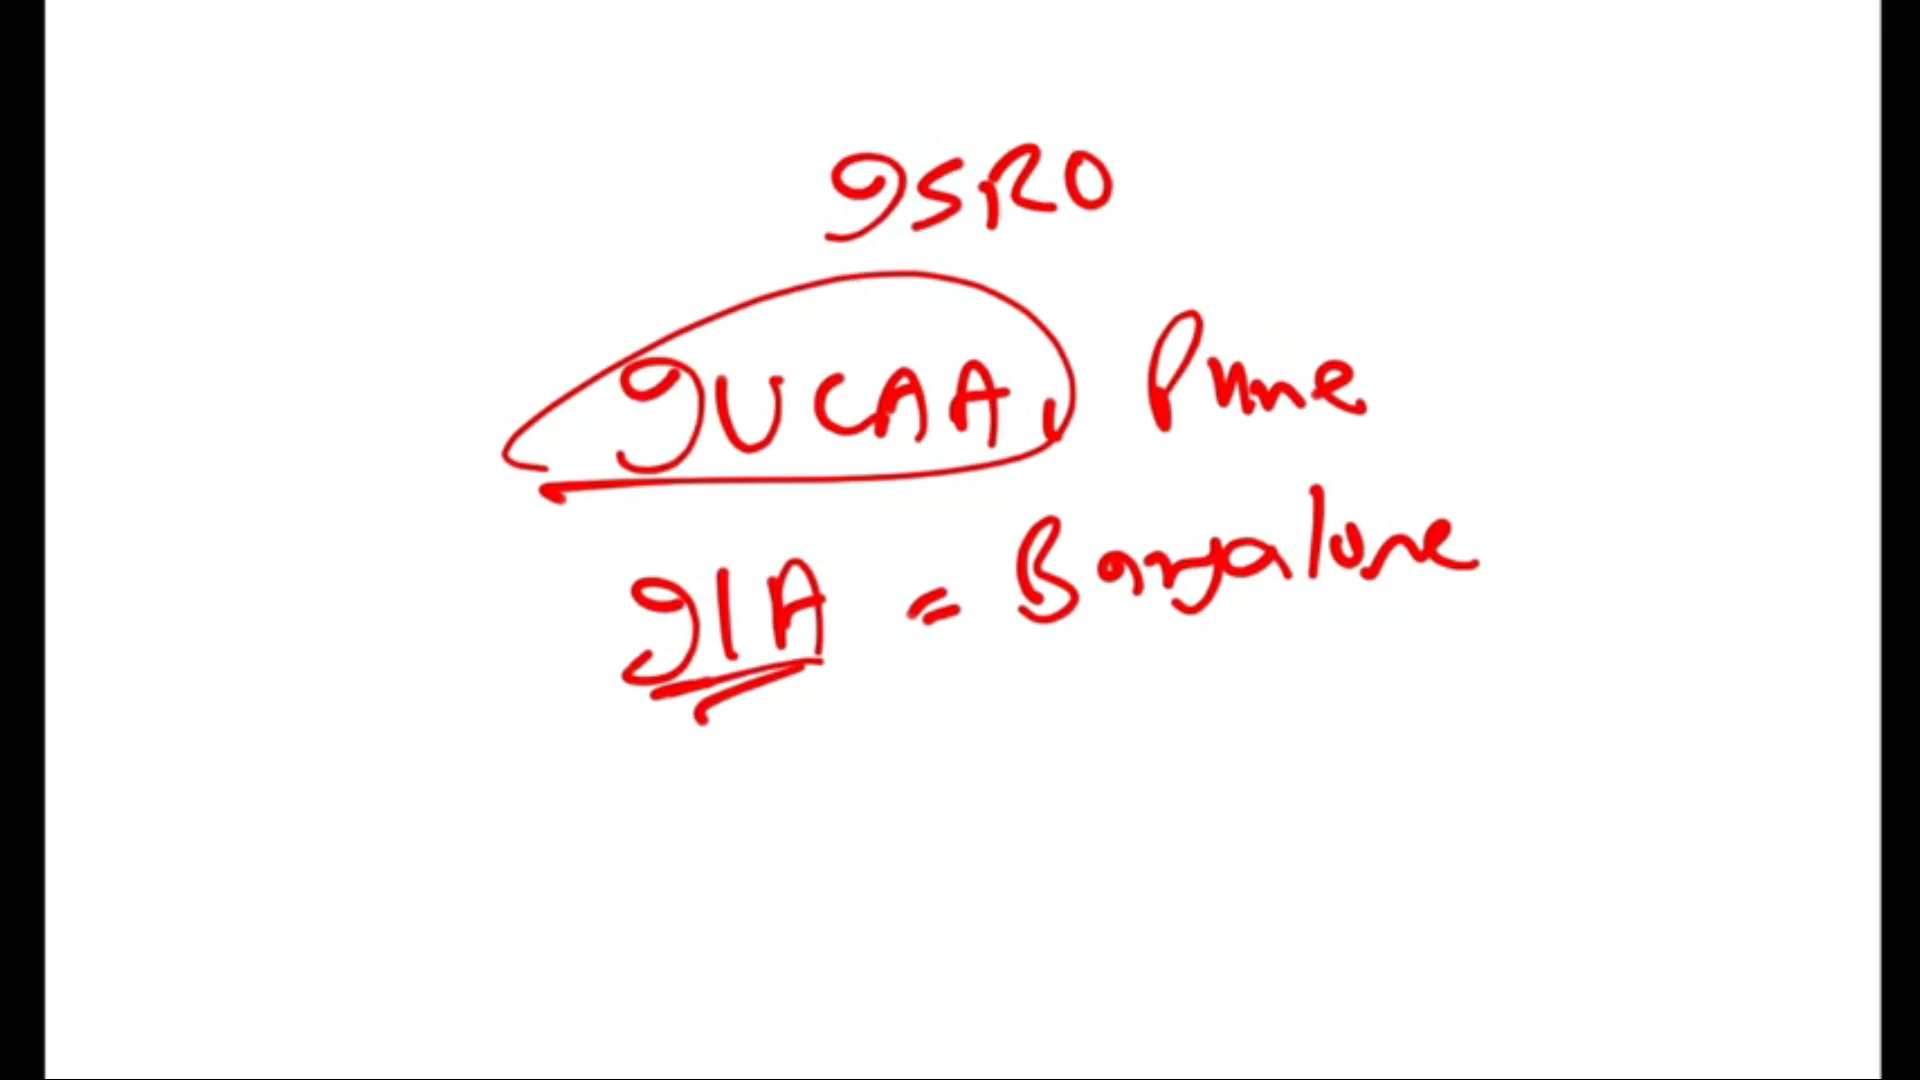 ISRO
IUCAA, Pune
IIA = Bangalore